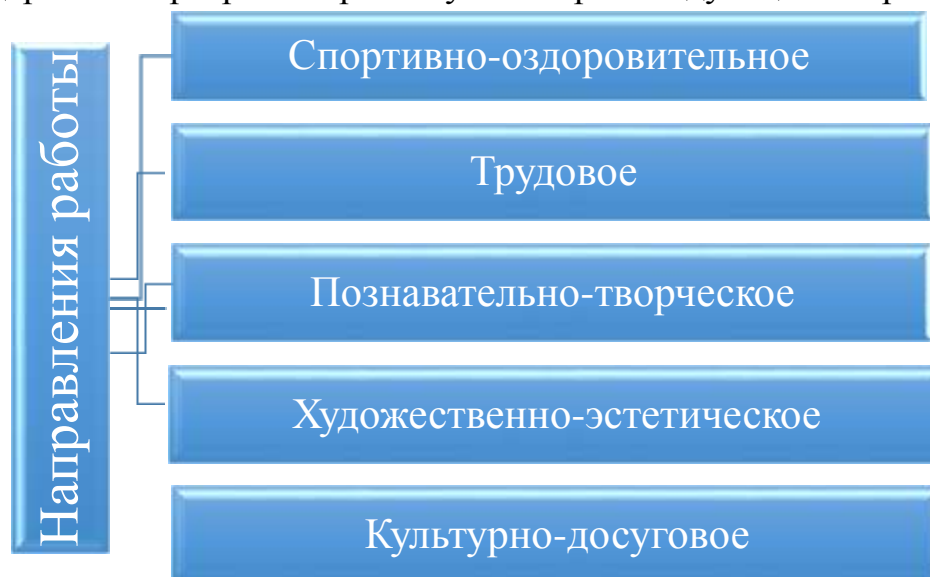 Направления работы
Спортивно-оздоровительное
Трудовое
Познавательно-творческое
Художественно-эстетическое
Культурно-досуговое